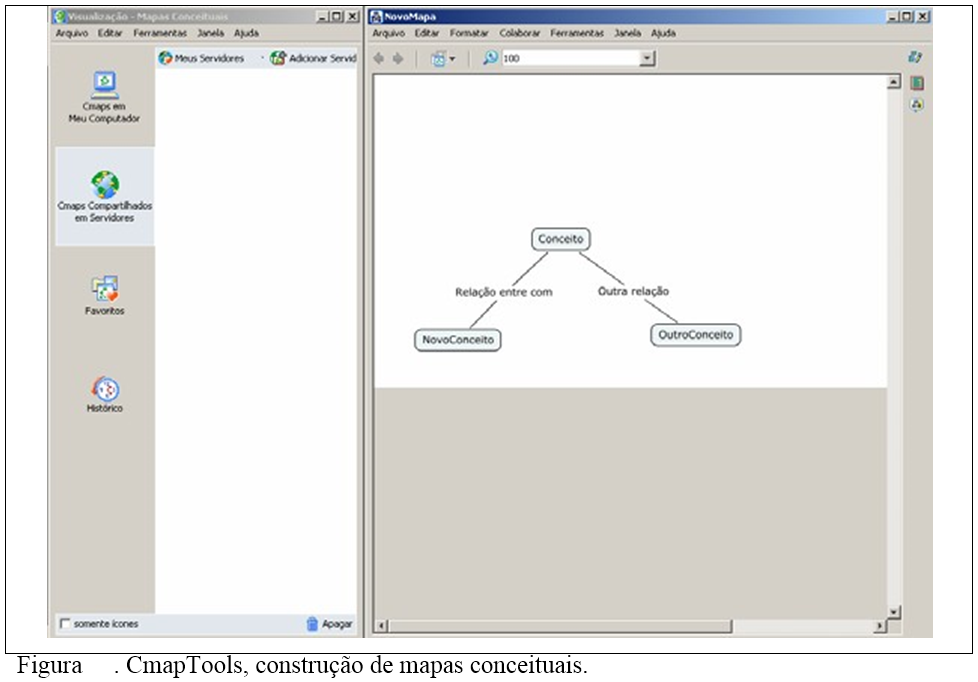 Visualização - Mapas Conceituais
Arquivo Editar Ferramentas Janela Ajuda
Meus Servidores Adicionar Servid
Cmaps em
Meu Computador
Cmaps Compartilhados
em Servidores
Favoritos
Histórico
somente ícones Apagar
NovoMapa
Arquivo Editar Formatar Colaborar Ferramentas Janela Ajuda
100
Conceito
Relação entre com Outra relação
NovoConceito OutroConceito
Figura . CmapTools, construção de mapas conceituais.